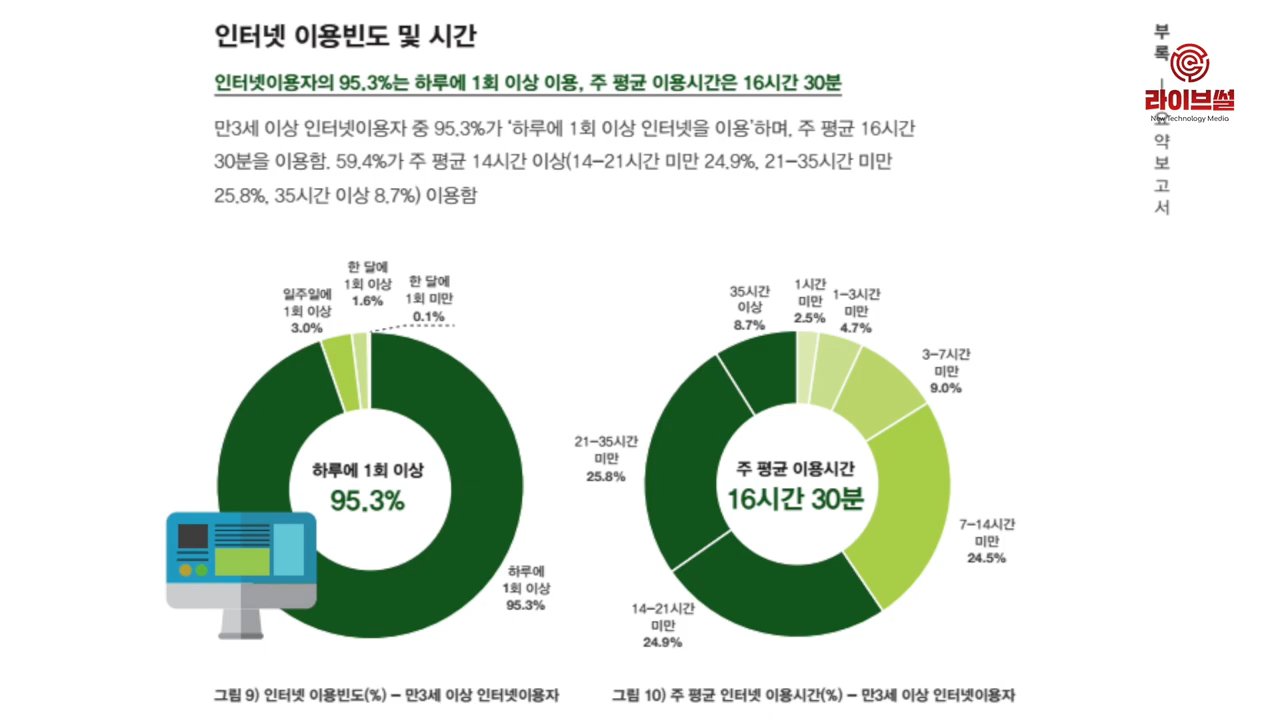 인터넷 이용빈도 및 시간
인터넷이용자의 95.3%는 하루에 1회 이상 이용, 주 평균 이용시간은 16시간 30분
만3세 이상 인터넷이용자 중 95.3%가 '하루에 1회 이상 인터넷을 이용'하며, 주 평균 16시간
30분을 이용함. 59.4%가 주 평균 14시간 이상(14-21시간 미만 24.9%, 21-35시간 미만
25.8%, 35시간 이상 8.7%) 이용함
부록 | 요약보고서
라이브썰
New Technology Media
일주일에
1회 이상
3.0%
한 달에
1회 이상
1.6%
한 달에
1회 미만
0.1%
하루에 1회 이상
95.3%
하루에
1회 이상
95.3%
35시간
이상
8.7%
1시간
미만
2.5%
1-3시간
미만
4.7%
3-7시간
미만
9.0%
21-35시간
미만
25.8%
주 평균 이용시간
16시간 30분
7-14시간
미만
24.5%
14-21시간
미만
24.9%
그림 9) 인터넷 이용빈도(%) - 만3세 이상 인터넷이용자
그림 10) 주 평균 인터넷 이용시간(%) - 만3세 이상 인터넷이용자